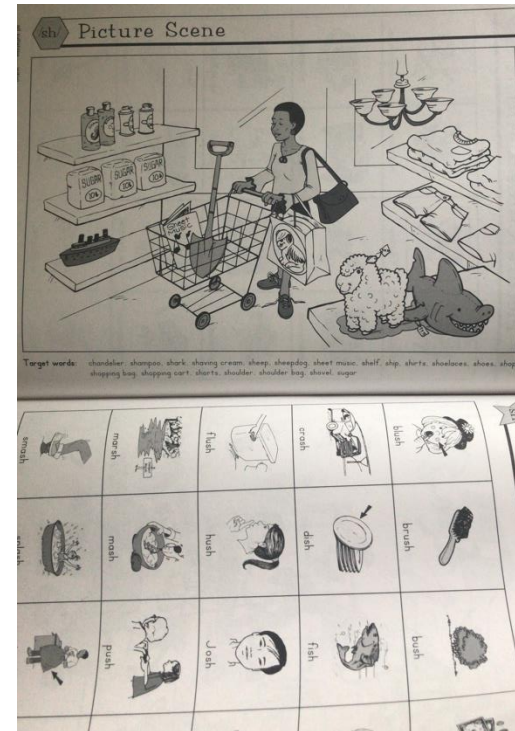 /sh/ Picture Scene
SUGAR
SUGAR
SUGAR
Sheet Music
Target words: chandelier, shampoo, shark, shaving cream, sheep, sheepdog, sheet music, shelf, ship, shirts, shoelaces, shoes,
shopping bag, shopping cart, shorts, shoulder, shoulder bag, shovel, sugar
blush brush bush
crash dish fish
flush hush Josh
marsh mash push
smash splash